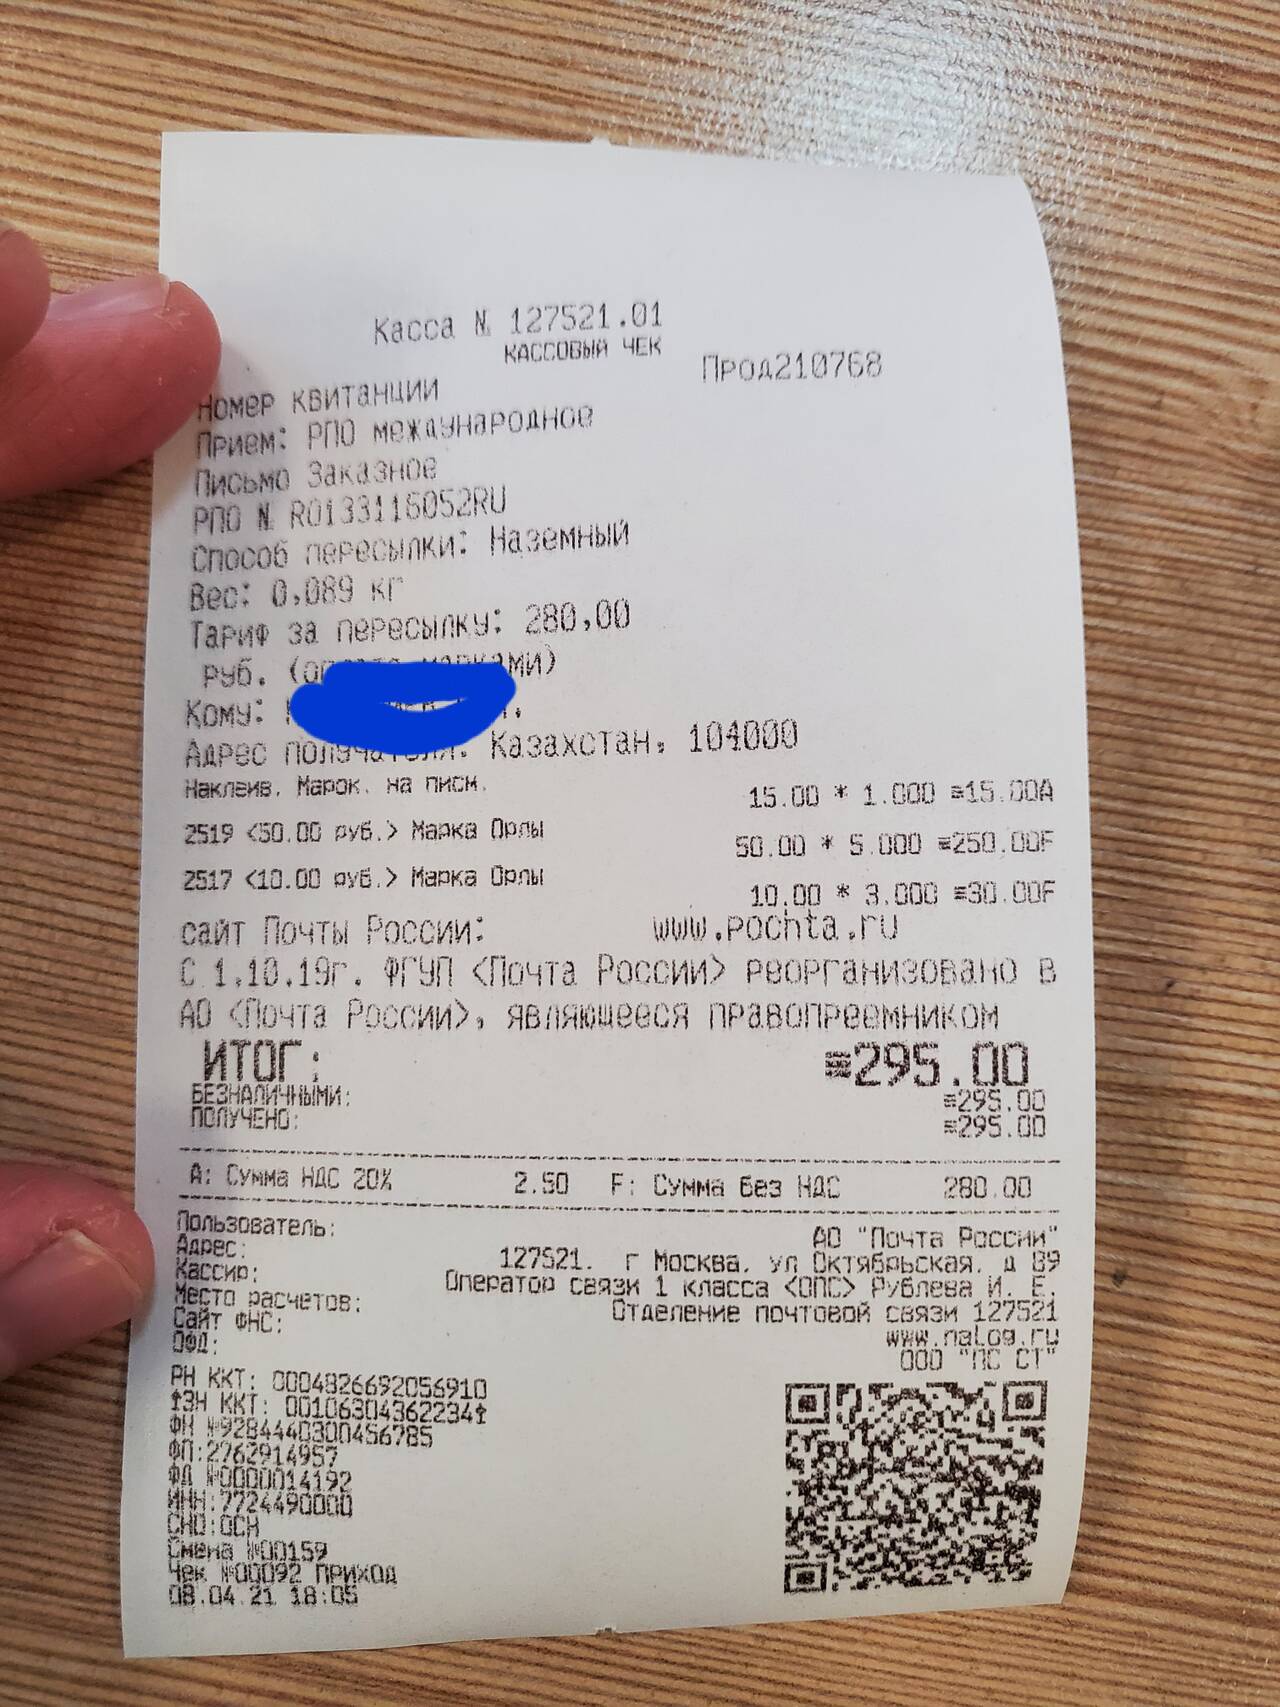 Касса № 127521.01
КАССОВЫЙ ЧЕК
Номер квитанции Прод210768
Прием: РПО международное
Письмо Заказное
РПО № RO133116052RU
Способ пересылки: Наземный
Вес: 0,089 кг
Тариф за пересылку: 280,00
руб. (оплата марками)
Кому:
Адрес получателя: Казахстан, 104000
Наклеив. Марок. на писм. 15.00 * 1.000 ≡15.00А
2519 <50.00 руб.> Марка Орлы 50.00 * 5.000 ≡250.00F
2517 <10.00 руб.> Марка Орлы 10.00 * 3.000 ≡30.00F
сайт Почты России: www.pochta.ru
С 1.10.19г. ФГУП <Почта России> реорганизовано в
АО <Почта России>, являющееся правопреемником
ИТОГ: ≡295.00
БЕЗНАЛИЧНЫМИ: ≡295.00
ПОЛУЧЕНО: ≡295.00
А: Сумма НДС 20% 2.50 F: Сумма без НДС 280.00
Пользователь: АО "Почта России"
Адрес: 127521. г Москва, ул Октябрьская, д 89
Кассир: Оператор связи 1 класса <ОПС> Рублева И. Е.
Место расчетов: Отделение почтовой связи 127521
Сайт ФНС: www.nalog.ru
ОФД: ООО "ПС СТ"
РН ККТ: 0004826692056910
ЗН ККТ: 00106304362234
ФН №9284440300456785
ФП:2762914957
ФД №0000014192
ИНН:7724490000
СНО:ОСН
Смена №00159
Чек №00092 ПРИХОД
08.04.21 18:05